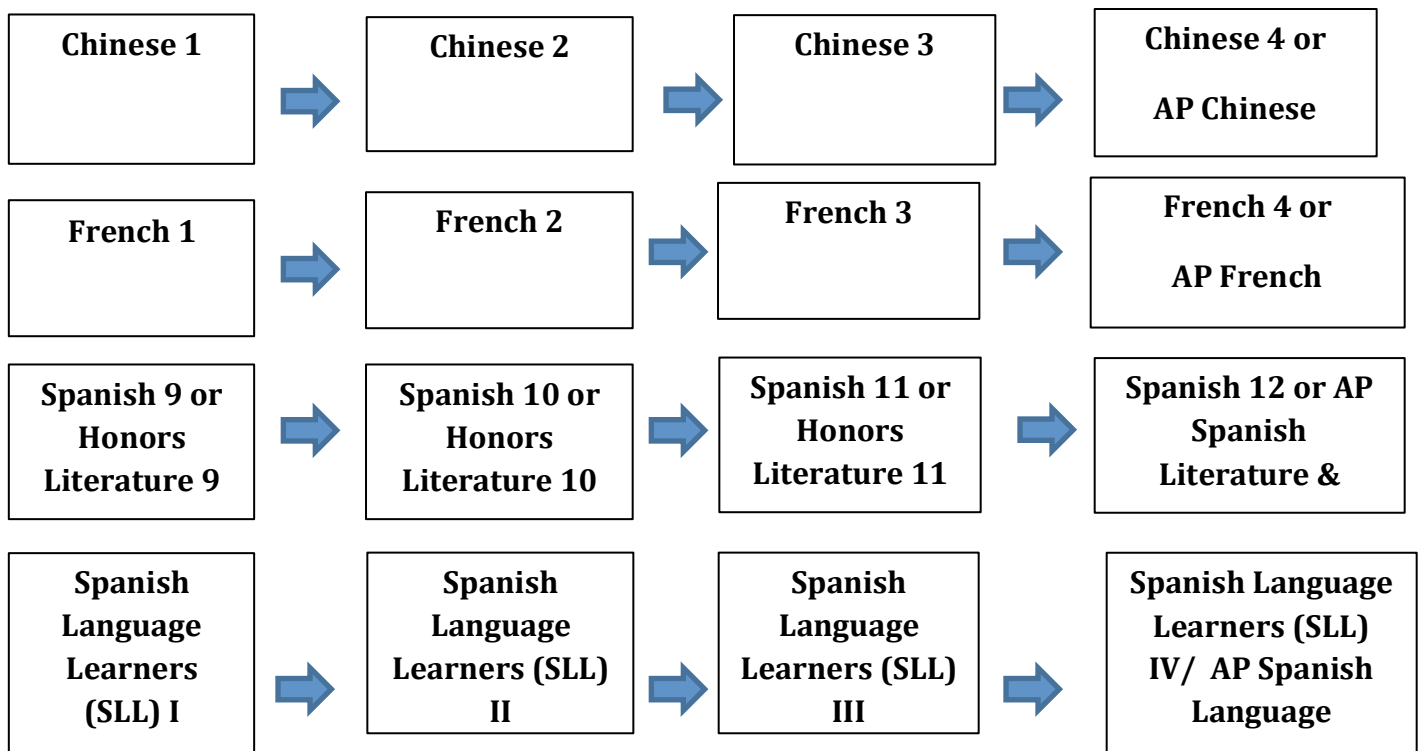 Chinese 1
Chinese 2
Chinese 3
Chinese 4 or
AP Chinese
French 1
French 2
French 3
French 4 or
AP French
Spanish 9 or
Honors
Literature 9
Spanish 10 or
Honors
Literature 10
Spanish 11 or
Honors
Literature 11
Spanish 12 or AP
Spanish
Literature &
Spanish
Language
Learners
(SLL) I
Spanish
Language
Learners (SLL)
II
Spanish
Language
Learners (SLL)
III
Spanish Language
Learners (SLL)
IV/ AP Spanish
Language